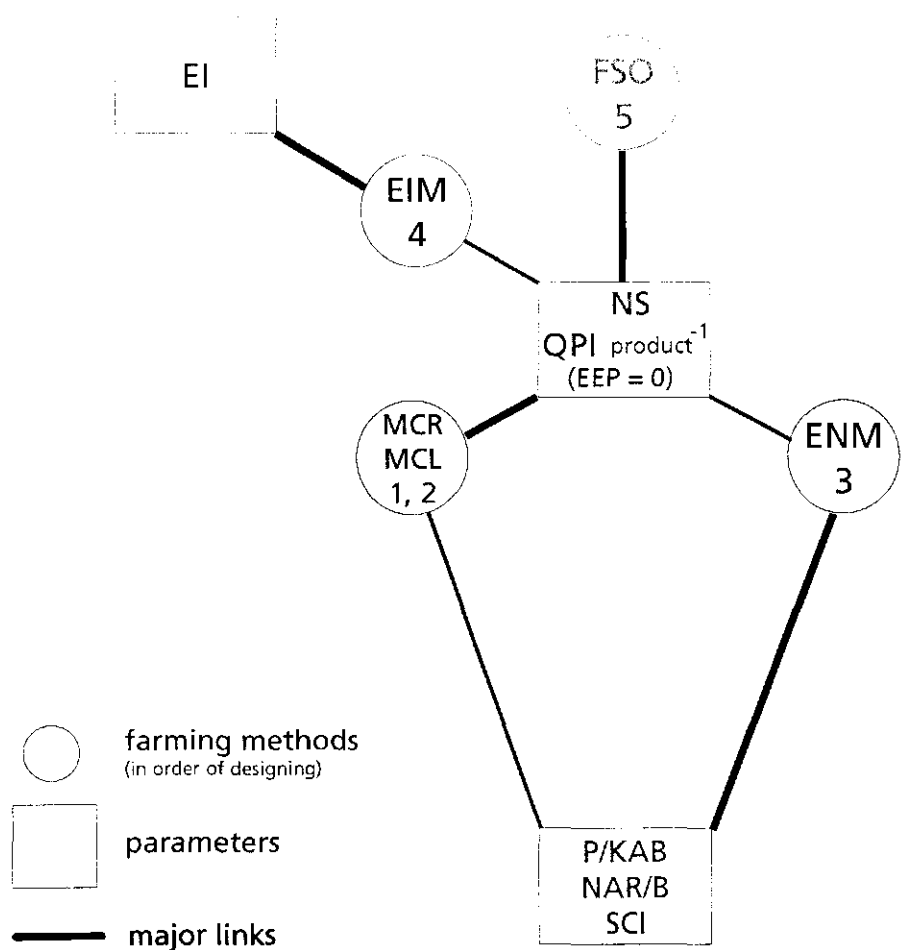 EI
FSO
5
EIM
4
NS
QPI product-1
(EEP = 0)
MCR
MCL
1, 2
ENM
3
farming methods
(in order of designing)
parameters
P/KAB
NAR/B
SCI
major links